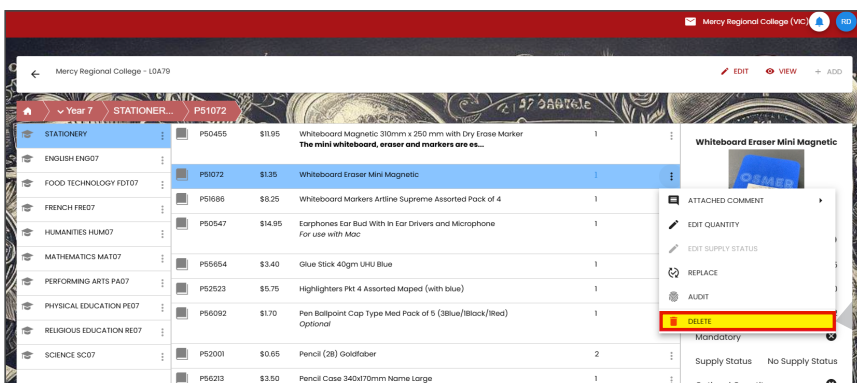 Mercy Regional College (VIC)
RD
Mercy Regional College - L0A79
EDIT
VIEW
+ ADD
Year 7
STATIONER...
P51072
STATIONERY
ENGLISH ENG07
FOOD TECHNOLOGY FDT07
FRENCH FRE07
HUMANITIES HUM07
MATHEMATICS MAT07
PERFORMING ARTS PA07
PHYSICAL EDUCATION PE07
RELIGIOUS EDUCATION RE07
SCIENCE SC07
P50455 $11.95 Whiteboard Magnetic 310mm x 250 mm with Dry Erase Marker 1
The mini whiteboard, eraser and markers are es...
P51072 $1.35 Whiteboard Eraser Mini Magnetic 1
P51686 $8.25 Whiteboard Markers Artline Supreme Assorted Pack of 4 1
P50547 $14.95 Earphones Ear Bud With In Ear Drivers and Microphone 1
For use with Mac
P55654 $3.40 Glue Stick 40gm UHU Blue 1
P52523 $5.75 Highlighters Pkt 4 Assorted Maped (with blue) 1
P56092 $1.70 Pen Ballpoint Cap Type Med Pack of 5 (3Blue/1Black/1Red) 1
Optional
P52001 $0.65 Pencil (2B) Goldfaber 2
P56213 $3.50 Pencil Case 340x170mm Name Large 1
Whiteboard Eraser Mini Magnetic
OSMER
ATTACHED COMMENT
EDIT QUANTITY
EDIT SUPPLY STATUS
REPLACE
AUDIT
DELETE
Mandatory
Supply Status No Supply Status